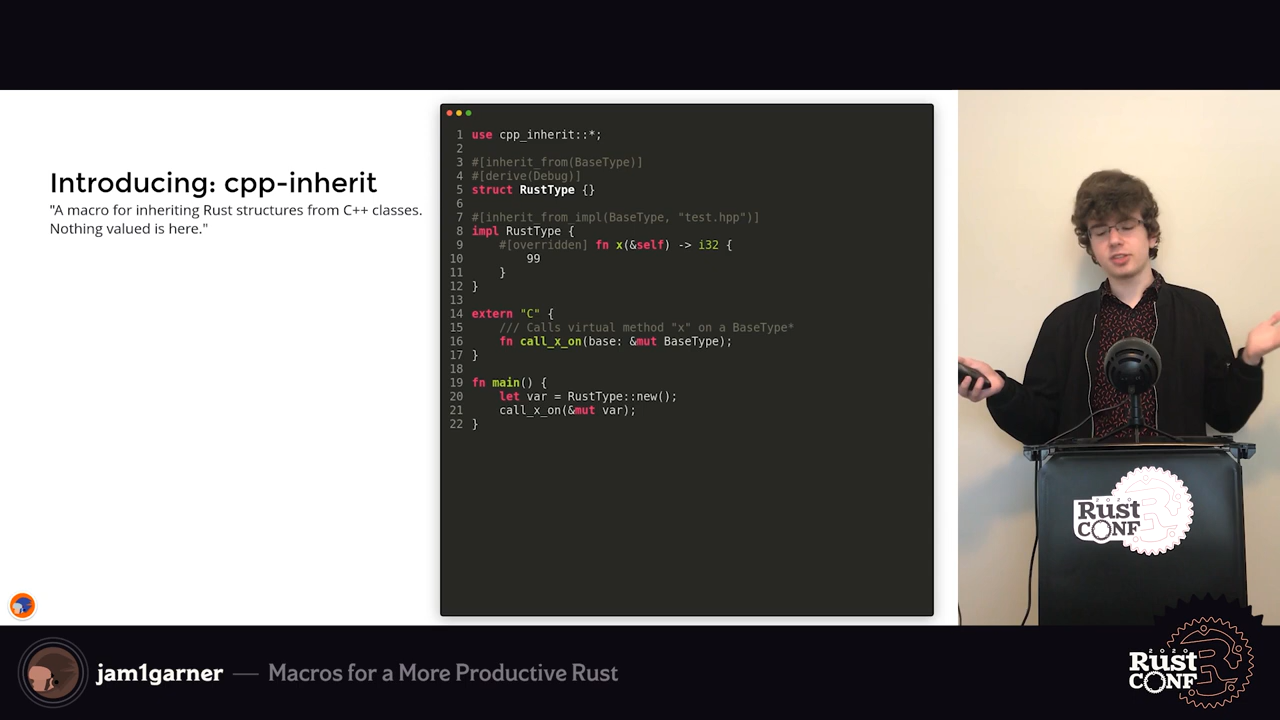 Introducing: cpp-inherit
"A macro for inheriting Rust structures from C++ classes.
Nothing valued is here."
1 use cpp_inherit::*;
2
3 #[inherit_from(BaseType)]
4 #[derive(Debug)]
5 struct RustType {}
6
7 #[inherit_from_impl(BaseType, "test.hpp")]
8 impl RustType {
9     #[overridden] fn x(&self) -> i32 {
10         99
11     }
12 }
13
14 extern "C" {
15     /// Calls virtual method "x" on a BaseType*
16     fn call_x_on(base: &mut BaseType);
17 }
18
19 fn main() {
20     let var = RustType::new();
21     call_x_on(&mut var);
22 }
2020
Rust
CONF
jam1garner — Macros for a More Productive Rust
2020
Rust
CONF